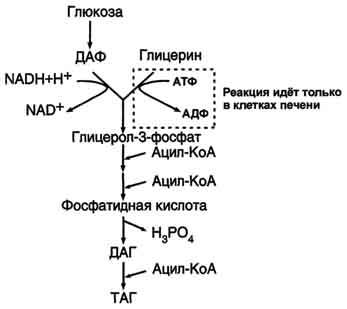 Глюкоза
ДАФ
Глицерин
NADH+H⁺
АТФ
NAD⁺
АДФ
Реакция идёт только
в клетках печени
Глицерол-3-фосфат
Ацил-КоА
Ацил-КоА
Фосфатидная кислота
H₃PO₄
ДАГ
Ацил-КоА
ТАГ